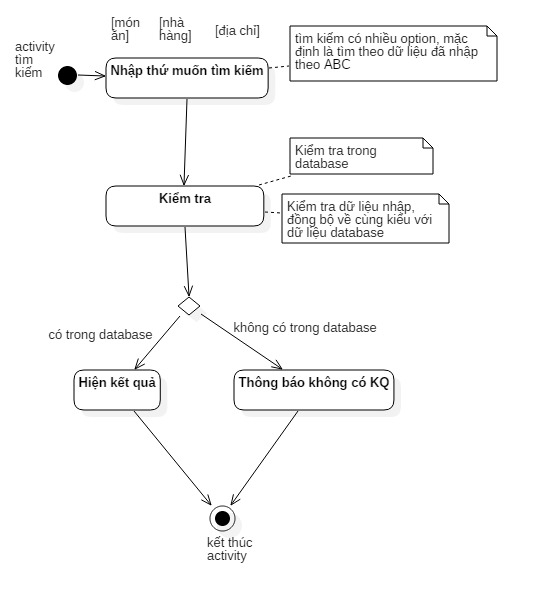 [món
ăn]
[nhà
hàng]
[địa chỉ]
activity
tìm
kiếm
Nhập thứ muốn tìm kiếm
tìm kiếm có nhiều option, mặc
định là tìm theo dữ liệu đã nhập
theo ABC
Kiểm tra trong
database
Kiểm tra
Kiểm tra dữ liệu nhập,
đồng bộ về cùng kiểu với
dữ liệu database
có trong database
không có trong database
Hiện kết quả
Thông báo không có KQ
kết thúc
activity